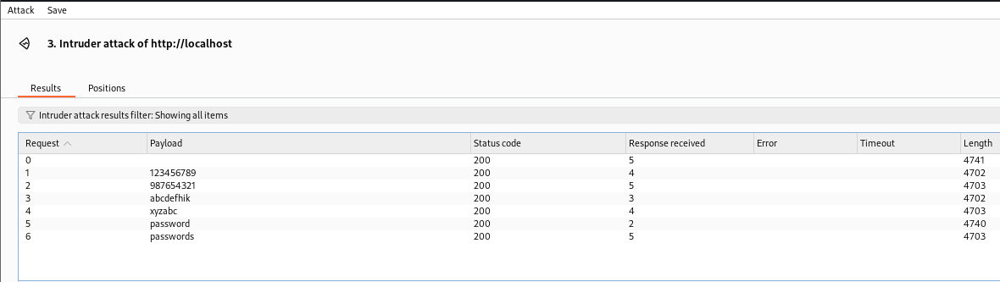 Attack Save
3. Intruder attack of http://localhost
Results Positions
Intruder attack results filter: Showing all items
Request Payload Status code Response received Error Timeout Length
0 200 5 4741
1 123456789 200 4 4702
2 987654321 200 5 4703
3 abcdefhik 200 3 4702
4 xyzabc 200 4 4703
5 password 200 2 4740
6 passwords 200 5 4703